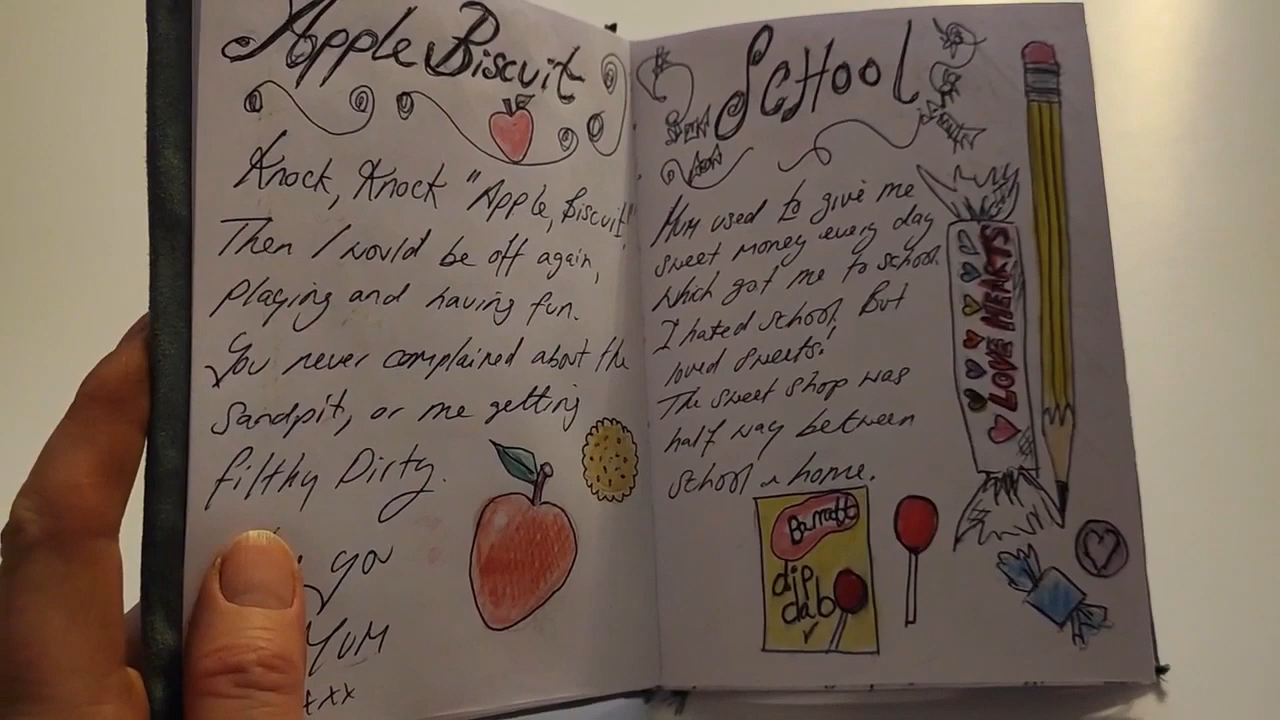 Apple Biscuit
Knock, Knock "Apple, Biscuit!"
Then I would be off again,
Playing and having fun.
You never complained about the
Sandpit, or me getting
filthy Dirty.
you
MUM
xx
SCHOOL
Mum used to give me
sweet money every day
which got me to school.
I hated school. But
loved sweets!
The sweet shop was
half way between
school n home.
LOVE HEARTS
Barratt
dip
dab